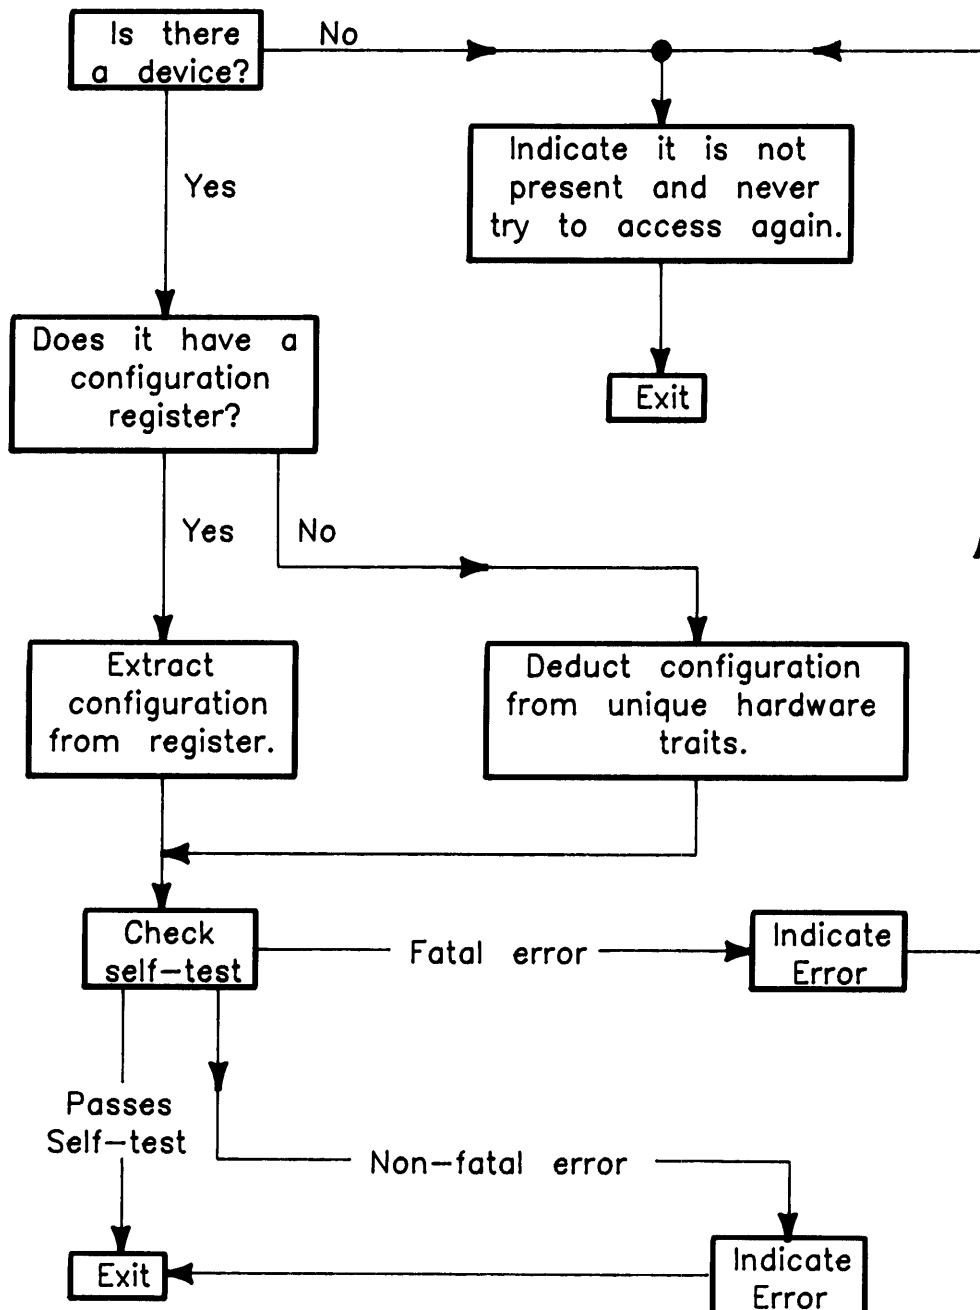 Is there
a device?
No
Yes
Indicate it is not
present and never
try to access again.
Exit
Does it have a
configuration
register?
Yes
No
Extract
configuration
from register.
Deduct configuration
from unique hardware
traits.
Check
self-test
Fatal error
Indicate
Error
Passes
Self-test
Non-fatal error
Exit
Indicate
Error